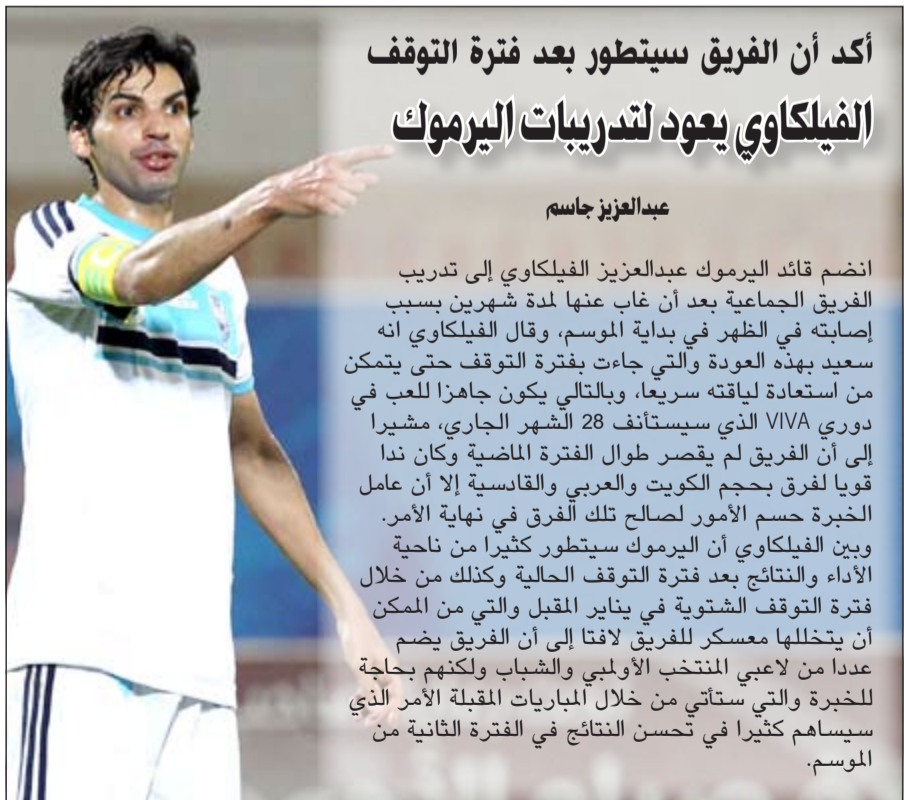 أكد أن الفريق سيتطور بعد فترة التوقف
الفيلكاوي يعود لتدريبات اليرموك
عبدالعزيز جاسم
انضم قائد اليرموك عبدالعزيز الفيلكاوي إلى تدريب
الفريق الجماعية بعد أن غاب عنها لمدة شهرين بسبب
إصابته في الظهر في بداية الموسم، وقال الفيلكاوي انه
سعيد بهذه العودة والتي جاءت بفترة التوقف حتى يتمكن
من استعادة لياقته سريعا، وبالتالي يكون جاهزا للعب في
دوري VIVA الذي سيستأنف 28 الشهر الجاري، مشيرا
إلى أن الفريق لم يقصر طوال الفترة الماضية وكان ندا
قويا لفرق بحجم الكويت والعربي والقادسية إلا أن عامل
الخبرة حسم الأمور لصالح تلك الفرق في نهاية الأمر.
وبين الفيلكاوي أن اليرموك سيتطور كثيرا من ناحية
الأداء والنتائج بعد فترة التوقف الحالية وكذلك من خلال
فترة التوقف الشتوية في يناير المقبل والتي من الممكن
أن يتخللها معسكر للفريق لافتا إلى أن الفريق يضم
عددا من لاعبي المنتخب الأولمبي والشباب ولكنهم بحاجة
للخبرة والتي ستأتي من خلال المباريات المقبلة الأمر الذي
سيساهم كثيرا في تحسن النتائج في الفترة الثانية من
الموسم.